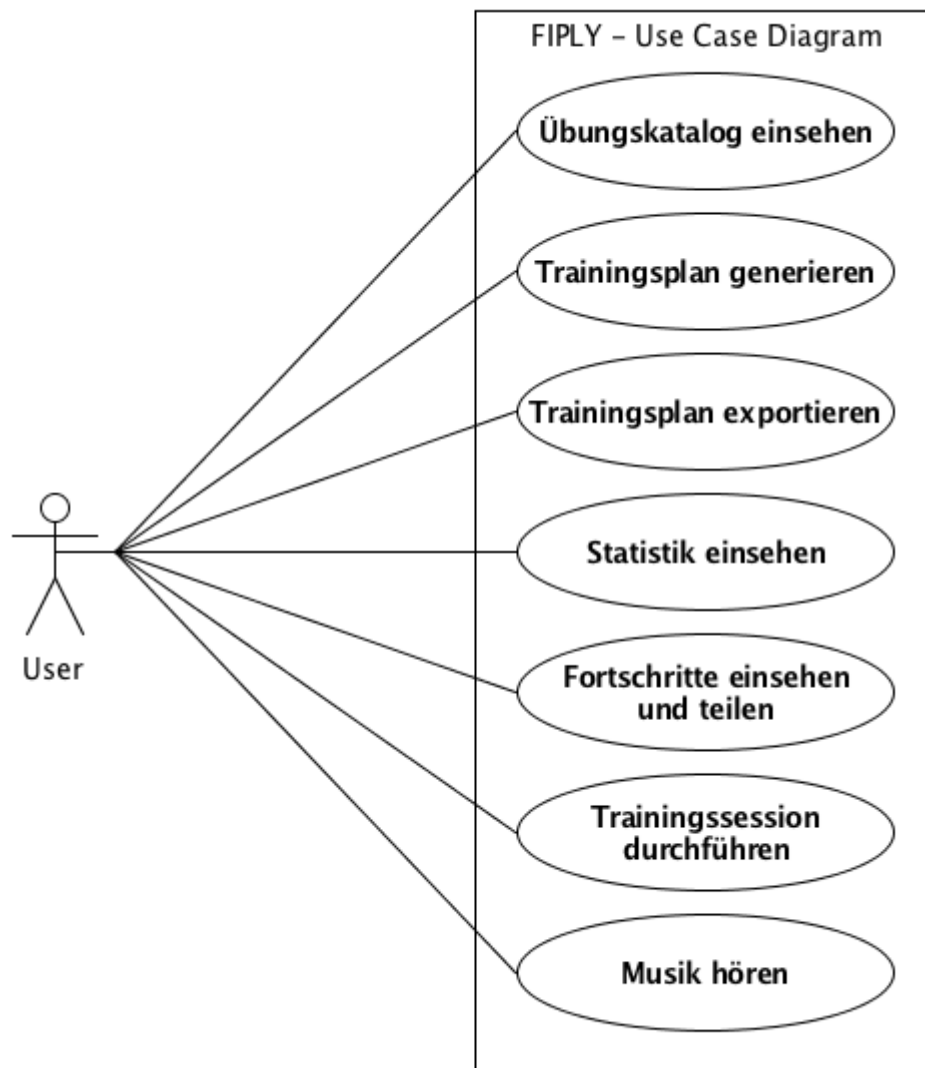 FIPLY – Use Case Diagram
Übungskatalog einsehen
Trainingsplan generieren
Trainingsplan exportieren
Statistik einsehen
Fortschritte einsehen
und teilen
Trainingssession
durchführen
Musik hören
User